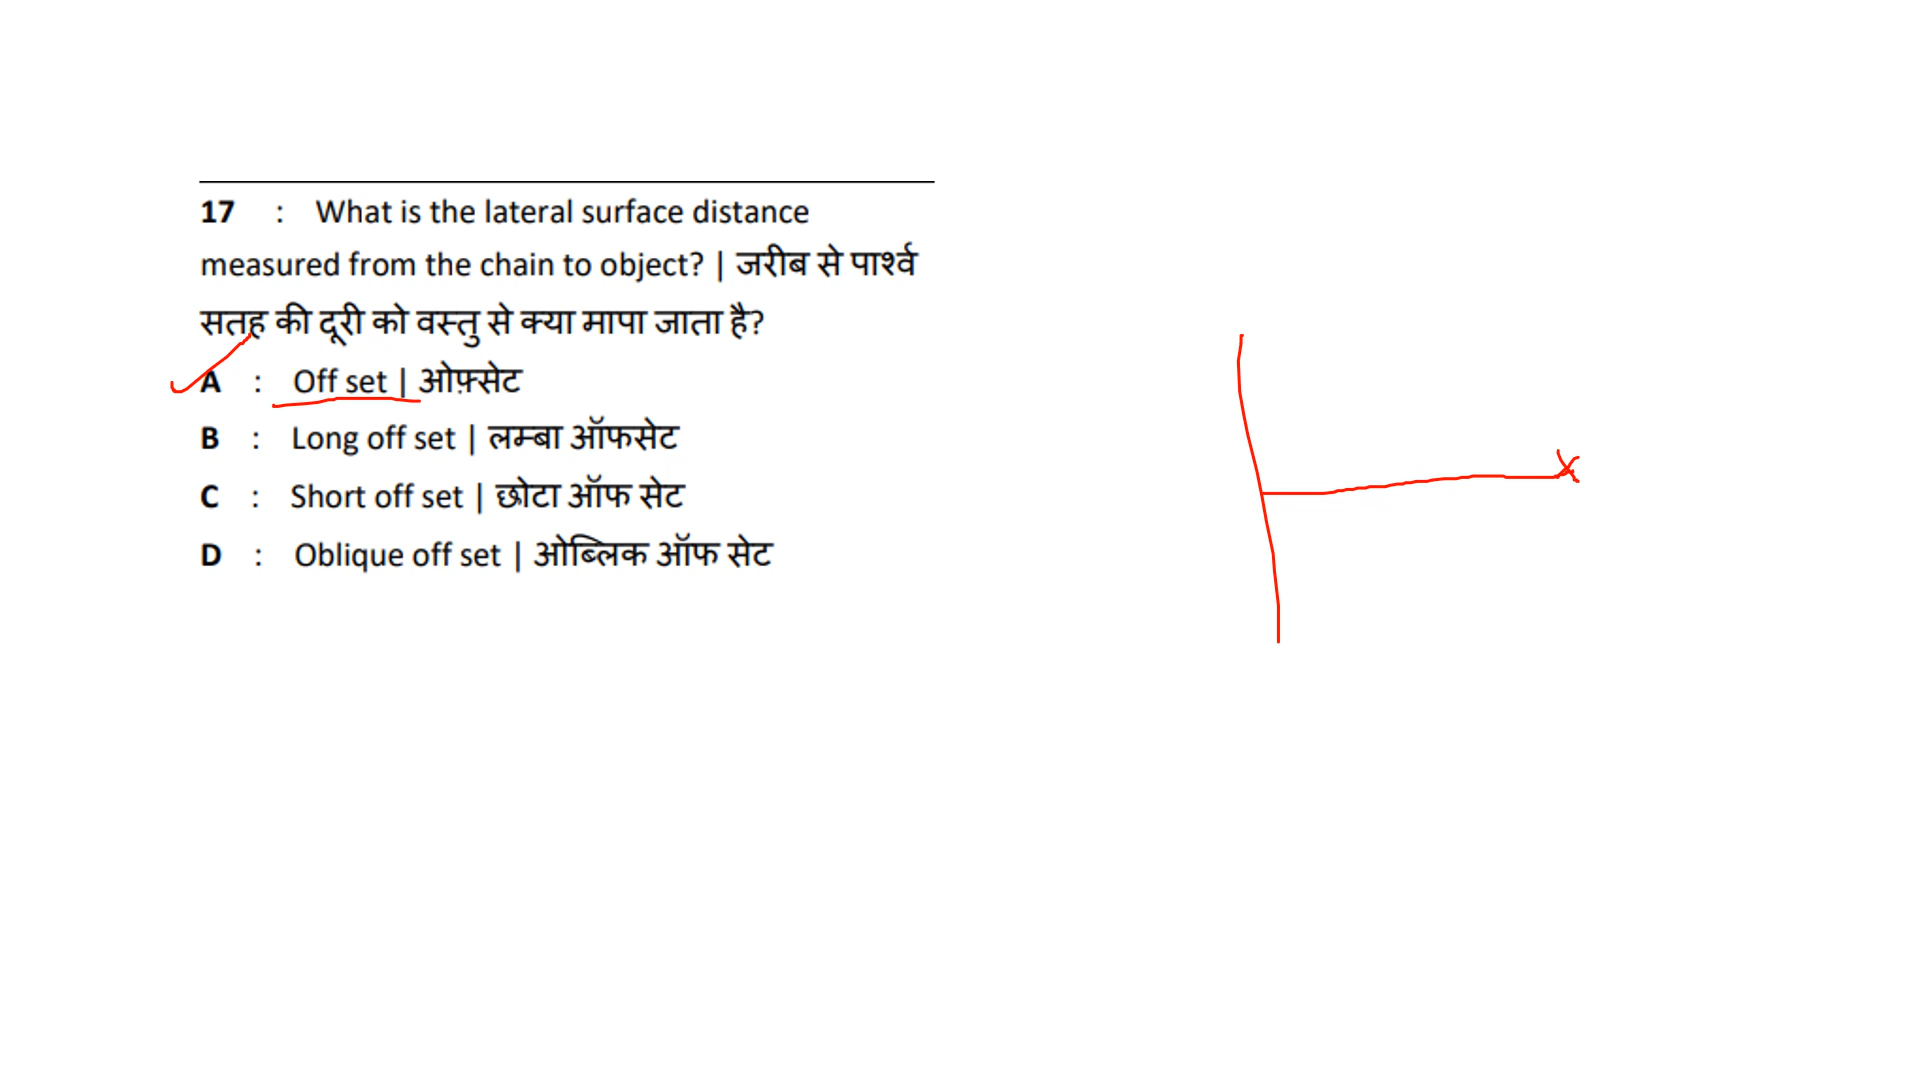 17 : What is the lateral surface distance
measured from the chain to object? | जरीब से पार्श्व
सतह की दूरी को वस्तु से क्या मापा जाता है?
A : Off set | ओफ़्सेट
B : Long off set | लम्बा ऑफसेट
C : Short off set | छोटा ऑफ सेट
D : Oblique off set | ओब्लिक ऑफ सेट